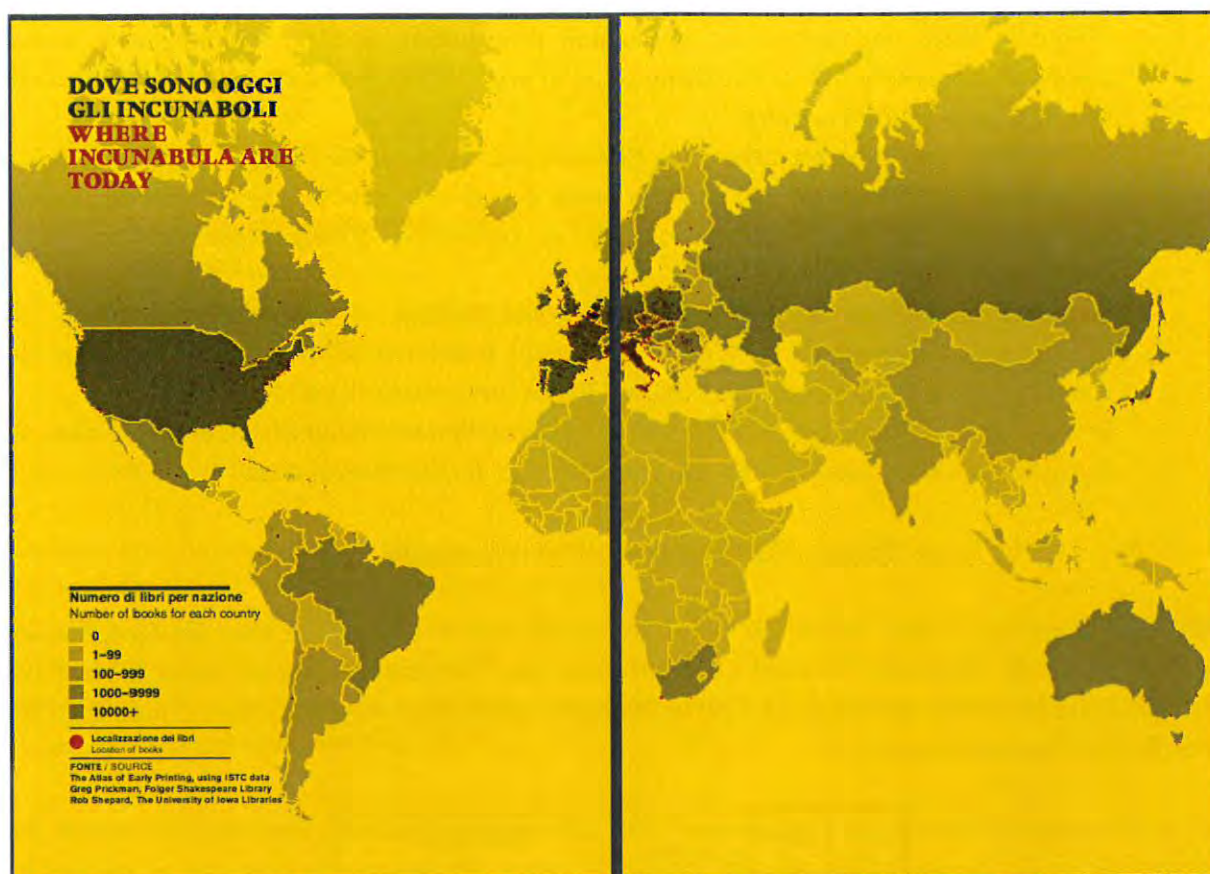 DOVE SONO OGGI
GLI INCUNABOLI
WHERE
INCUNABULA ARE
TODAY
Numero di libri per nazione
Number of books for each country
0
1–99
100–999
1000–9999
10000+
Localizzazione dei libri
Location of books
FONTE / SOURCE
The Atlas of Early Printing, using ISTC data
Greg Prickman, Folger Shakespeare Library
Rob Shepard, The University of Iowa Libraries